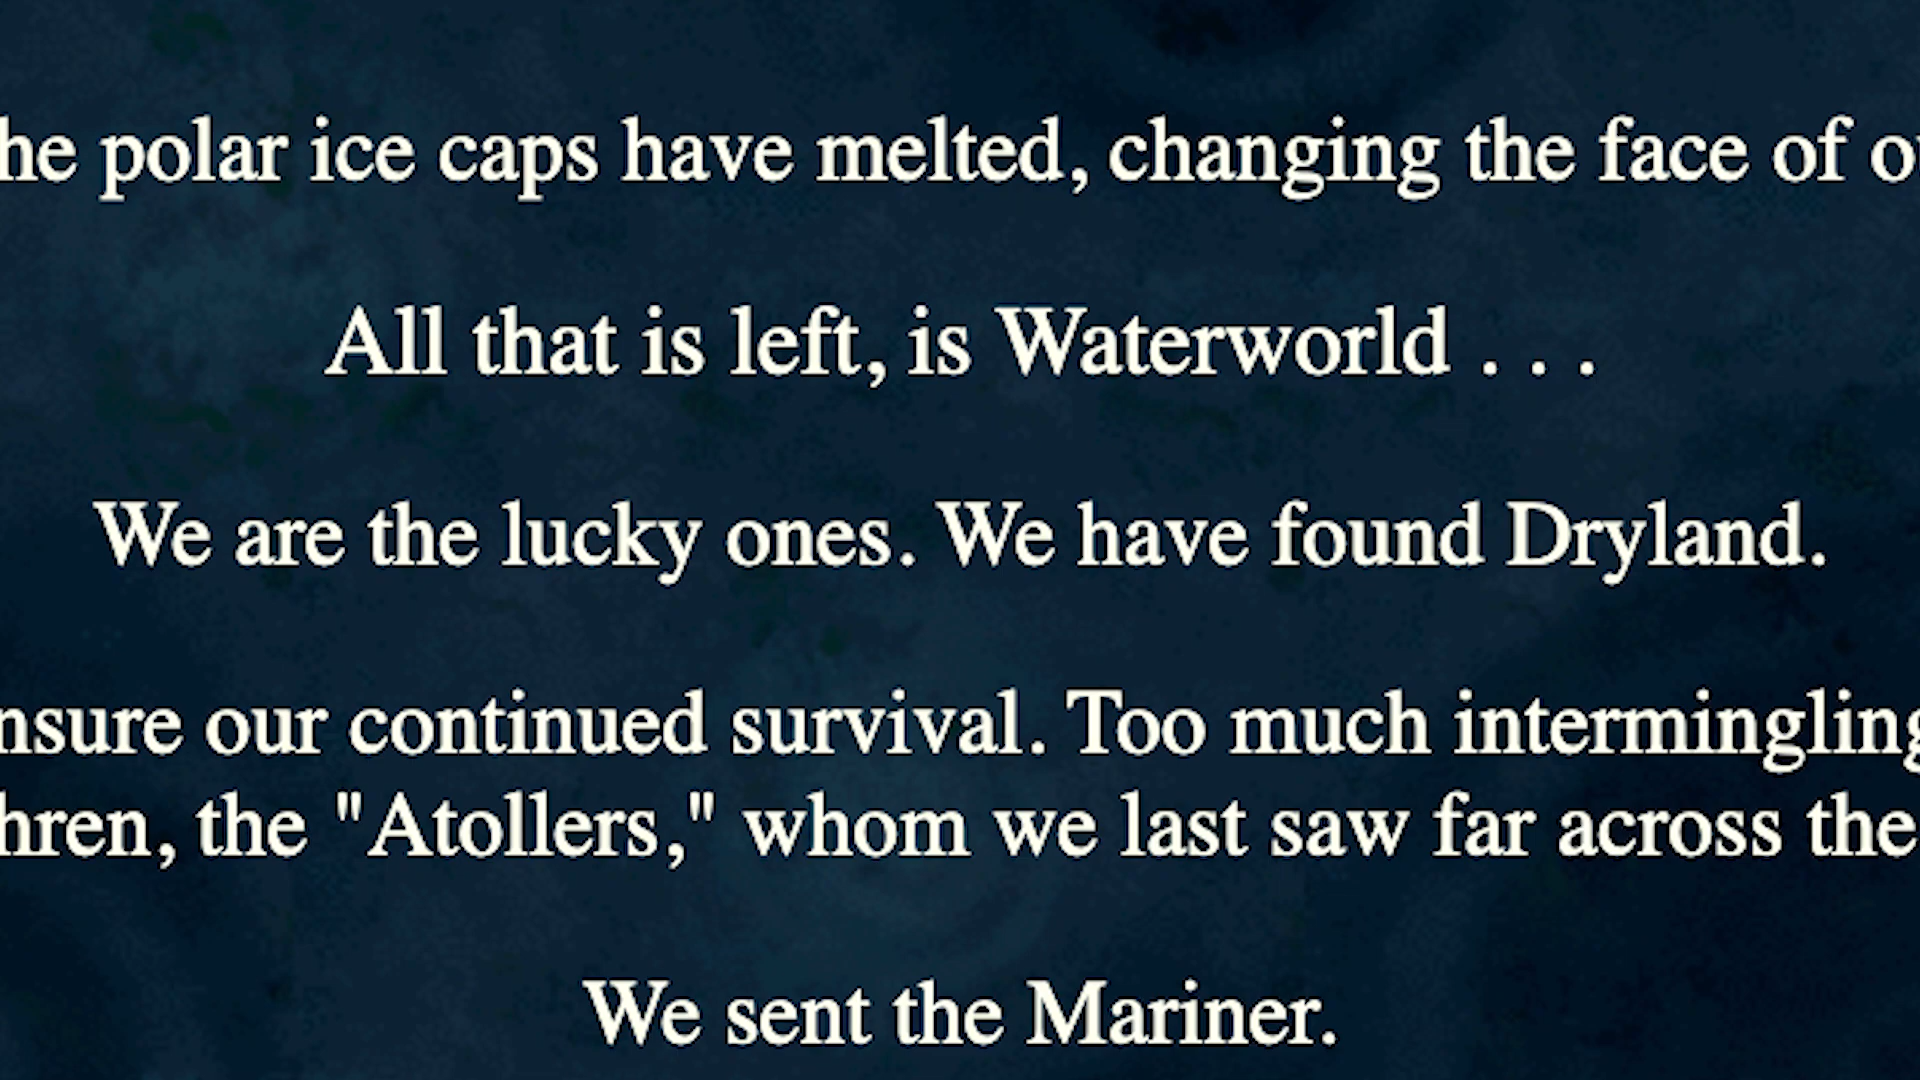 he polar ice caps have melted, changing the face of ou
All that is left, is Waterworld . . .
We are the lucky ones. We have found Dryland.
nsure our continued survival. Too much intermingling
hren, the "Atollers," whom we last saw far across the
We sent the Mariner.